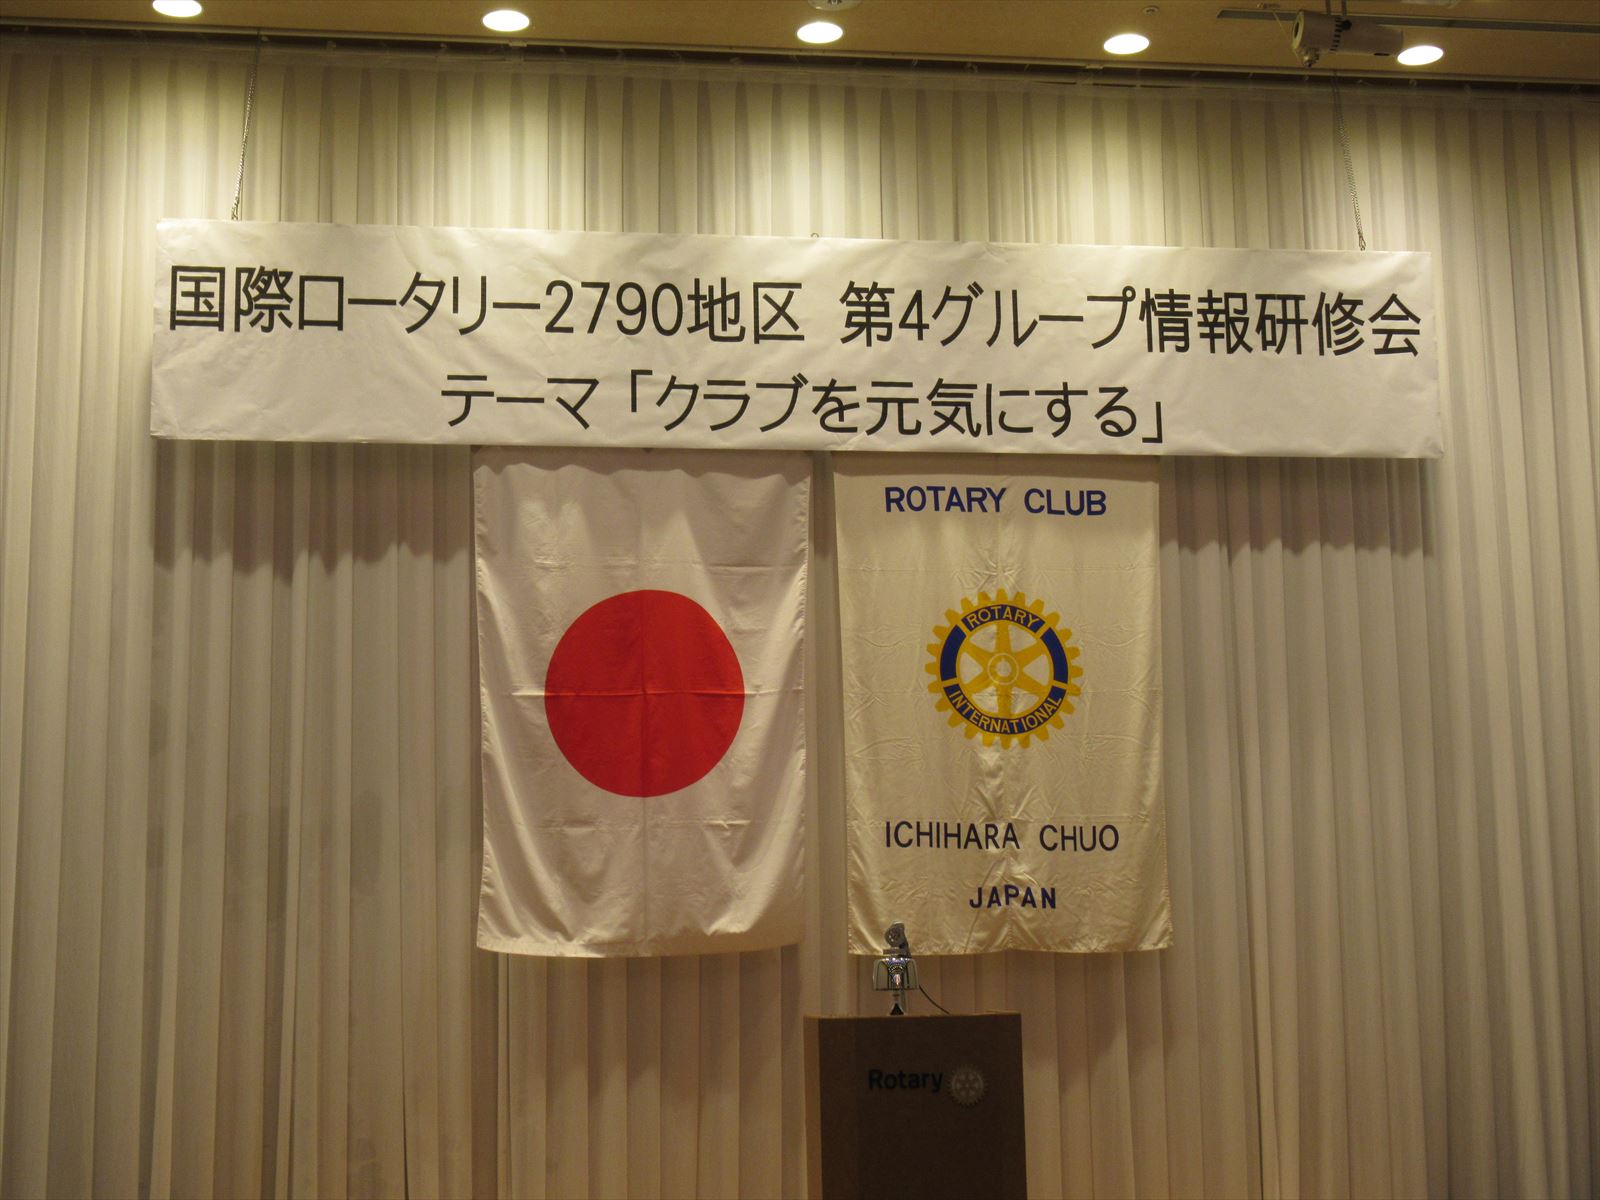 国際ロータリー2790地区 第4グループ情報研修会
テーマ「クラブを元気にする」
ROTARY CLUB
ROTARY
INTERNATIONAL
ICHIHARA CHUO
JAPAN
Rotary